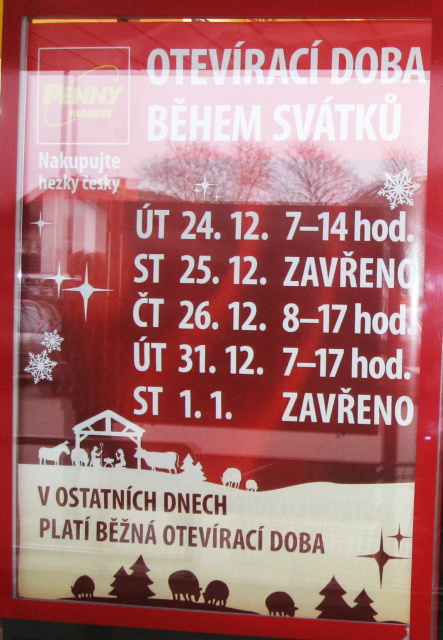 PENNY
MARKET
Nakupujte
hezky česky
OTEVÍRACÍ DOBA
BĚHEM SVÁTKŮ
ÚT 24. 12. 7–14 hod.
ST 25. 12. ZAVŘENO
ČT 26. 12. 8–17 hod.
ÚT 31. 12. 7–17 hod.
ST 1. 1. ZAVŘENO
V OSTATNÍCH DNECH
PLATÍ BĚŽNÁ OTEVÍRACÍ DOBA